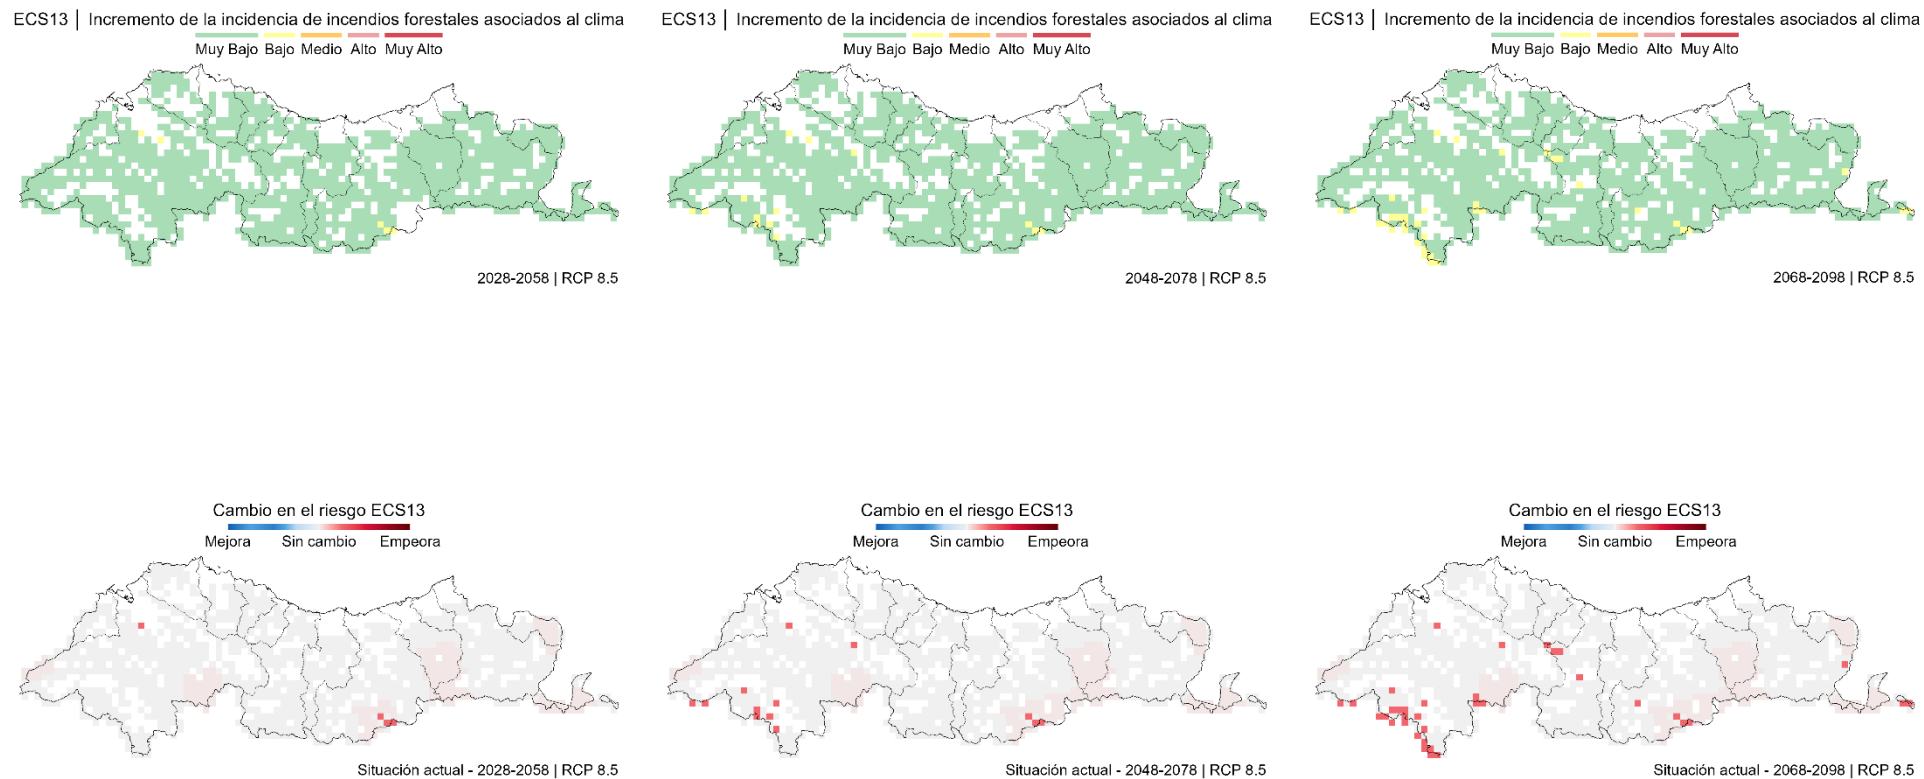 ECS13 | Incremento de la incidencia de incendios forestales asociados al clima
Muy Bajo Bajo Medio Alto Muy Alto
2028-2058 | RCP 8.5
ECS13 | Incremento de la incidencia de incendios forestales asociados al clima
Muy Bajo Bajo Medio Alto Muy Alto
2048-2078 | RCP 8.5
ECS13 | Incremento de la incidencia de incendios forestales asociados al clima
Muy Bajo Bajo Medio Alto Muy Alto
2068-2098 | RCP 8.5
Cambio en el riesgo ECS13
Mejora Sin cambio Empeora
Situación actual - 2028-2058 | RCP 8.5
Cambio en el riesgo ECS13
Mejora Sin cambio Empeora
Situación actual - 2048-2078 | RCP 8.5
Cambio en el riesgo ECS13
Mejora Sin cambio Empeora
Situación actual - 2068-2098 | RCP 8.5